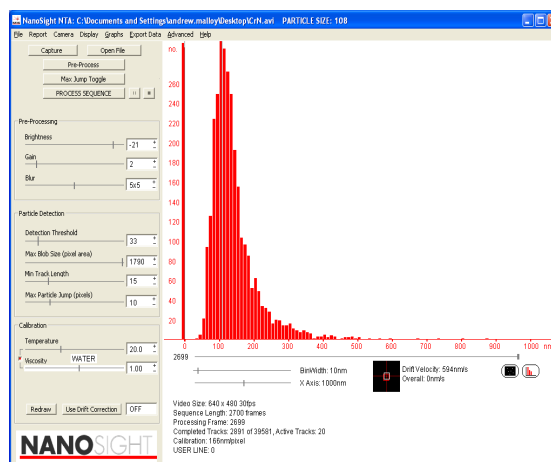 NanoSight NTA: C:\Documents and Settings\andrew.malloy\Desktop\CrN.avi PARTICLE SIZE: 108
File Report Camera Display Graphs Export Data Advanced Help
Capture Open File
Pre-Process
Max Jump Toggle
PROCESS SEQUENCE
Pre-Processing
Brightness
-21
Gain
2
Blur
5x5
Particle Detection
Detection Threshold
33
Max Blob Size (pixel area)
1790
Min Track Length
15
Max Particle Jump (pixels)
10
Calibration
Temperature
20.0
Viscosity WATER
1.00
Redraw Use Drift Correction OFF
NANOSIGHT
no.
260
240
220
200
180
160
140
120
100
80
60
40
20
100 200 300 400 500 600 700 800 900 1000 nm
2699
BinWidth: 10nm
X Axis: 1000nm
Drift Velocity: 594nm/s
Overall: 0nm/s
Video Size: 640 x 480 30fps
Sequence Length: 2700 frames
Processing Frame: 2699
Completed Tracks: 2891 of 39581, Active Tracks: 20
Calibration: 166nm/pixel
USER LINE: 0